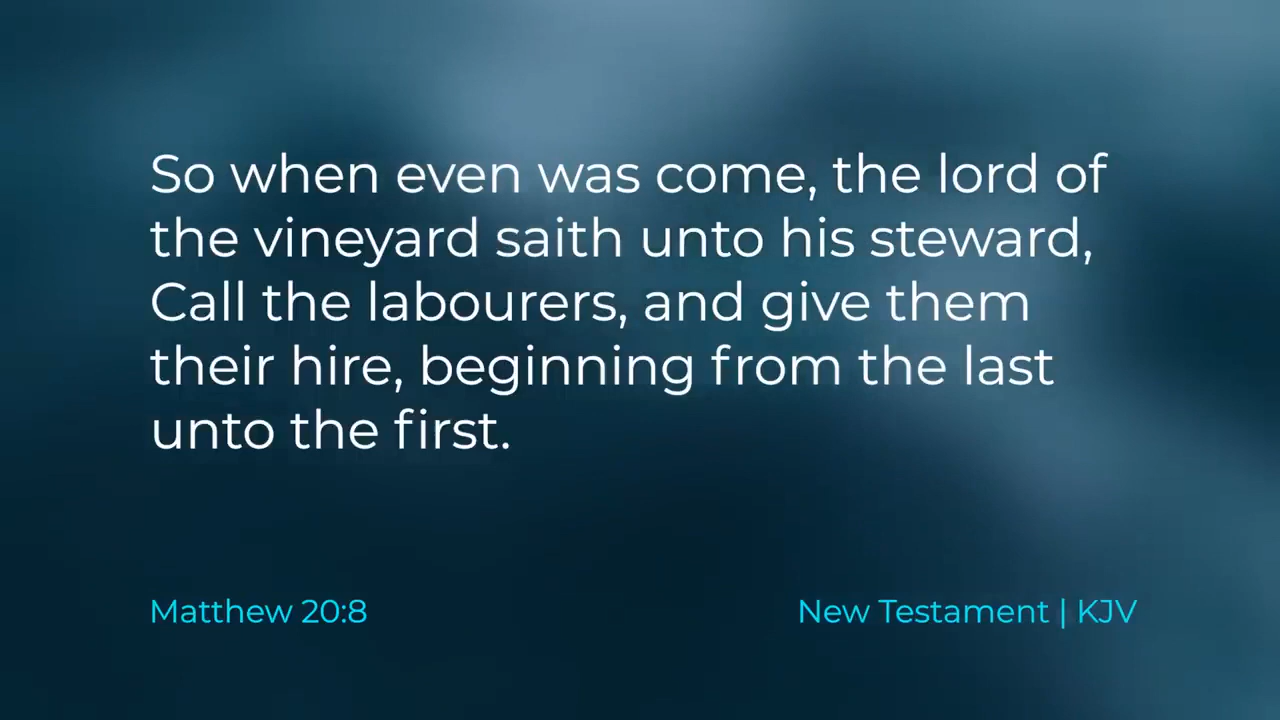 So when even was come, the lord of
the vineyard saith unto his steward,
Call the labourers, and give them
their hire, beginning from the last
unto the first.
Matthew 20:8
New Testament | KJV